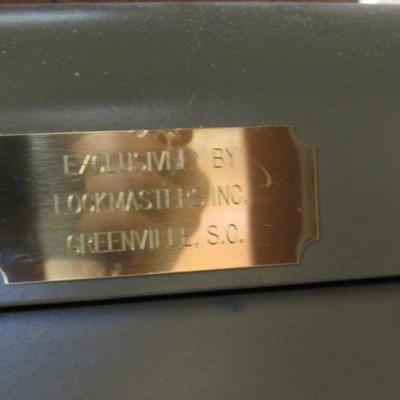 EXCLUSIVELY BY
LOCKMASTERS INC.
GREENVILLE, S.C.